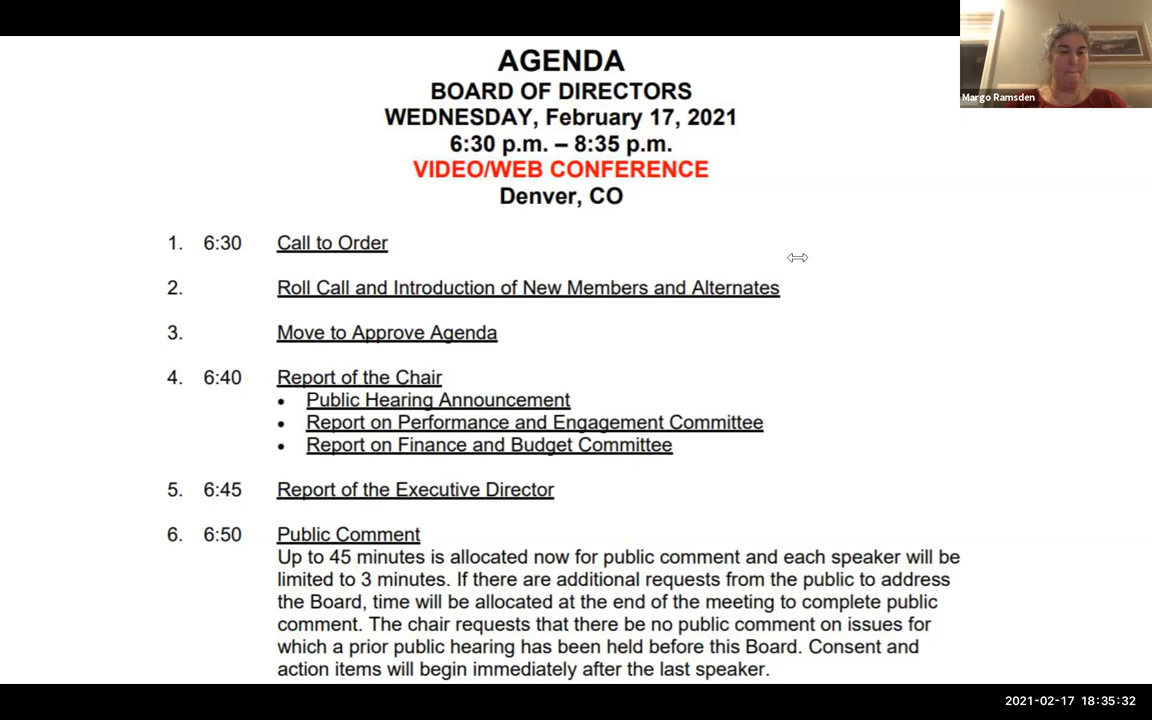 AGENDA
BOARD OF DIRECTORS
WEDNESDAY, February 17, 2021
6:30 p.m. – 8:35 p.m.
VIDEO/WEB CONFERENCE
Denver, CO
Margo Ramsden
1. 6:30 Call to Order
2. Roll Call and Introduction of New Members and Alternates
3. Move to Approve Agenda
4. 6:40 Report of the Chair
• Public Hearing Announcement
• Report on Performance and Engagement Committee
• Report on Finance and Budget Committee
5. 6:45 Report of the Executive Director
6. 6:50 Public Comment
Up to 45 minutes is allocated now for public comment and each speaker will be
limited to 3 minutes. If there are additional requests from the public to address
the Board, time will be allocated at the end of the meeting to complete public
comment. The chair requests that there be no public comment on issues for
which a prior public hearing has been held before this Board. Consent and
action items will begin immediately after the last speaker.
2021-02-17 18:35:32